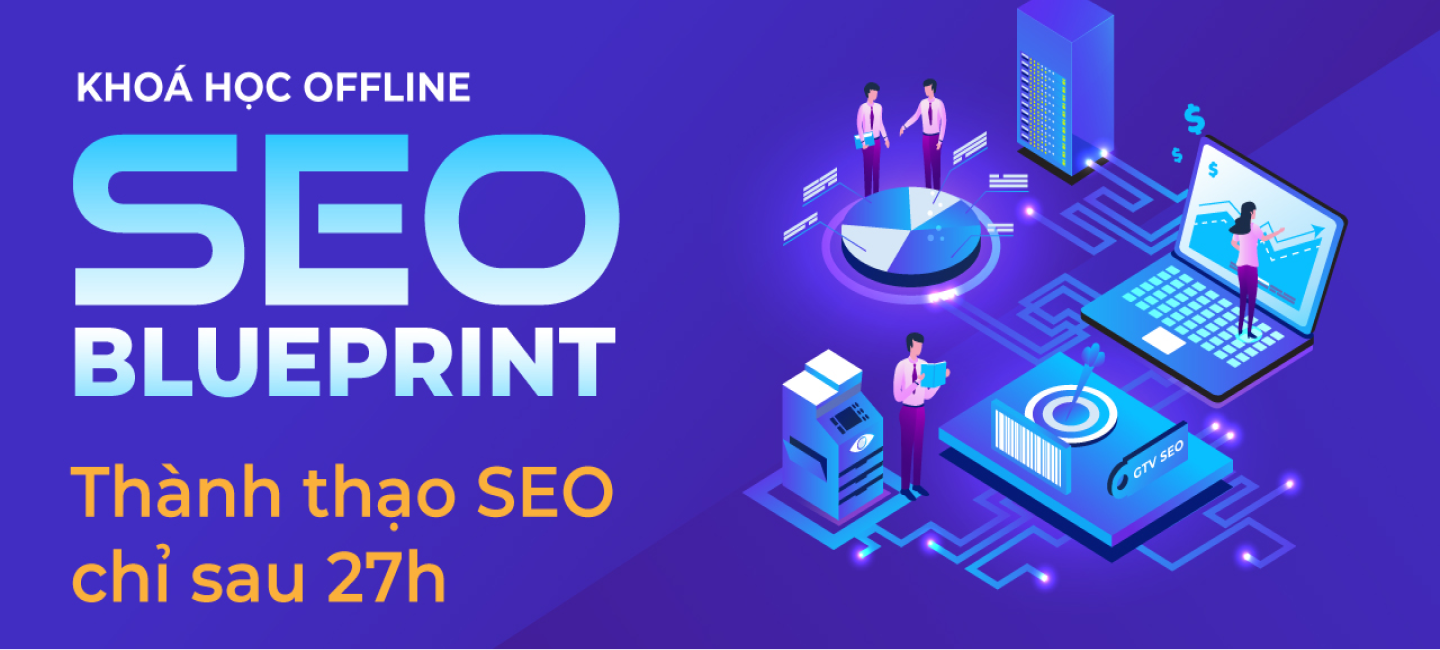 KHOÁ HỌC OFFLINE
SEO
BLUEPRINT
Thành thạo SEO
chỉ sau 27h
GTV SEO
$
$
$